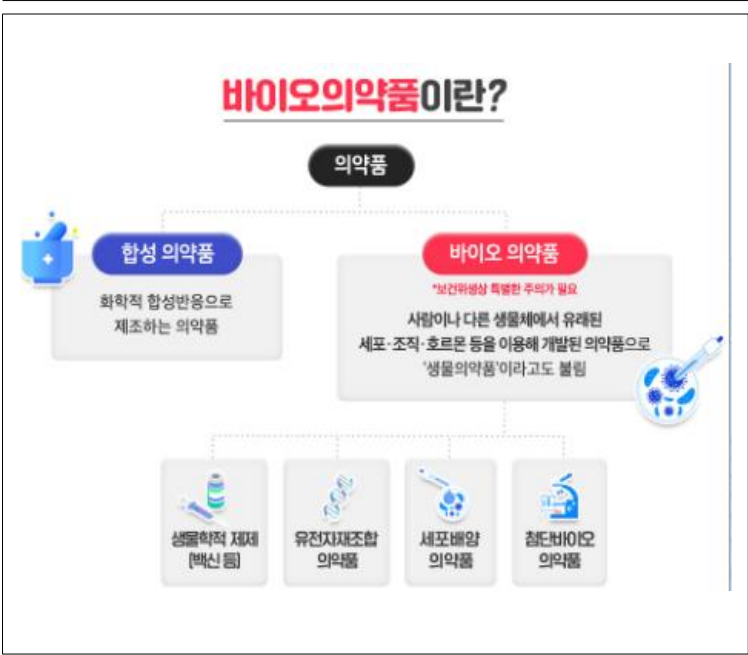 바이오의약품이란?
의약품
합성 의약품
화학적 합성반응으로
제조하는 의약품
바이오 의약품
*보건위생상 특별한 주의가 필요
사람이나 다른 생물체에서 유래된
세포·조직·호르몬 등을 이용해 개발된 의약품으로
'생물의약품'이라고도 불림
생물학적 제제
(백신 등)
유전자재조합
의약품
세포배양
의약품
첨단바이오
의약품